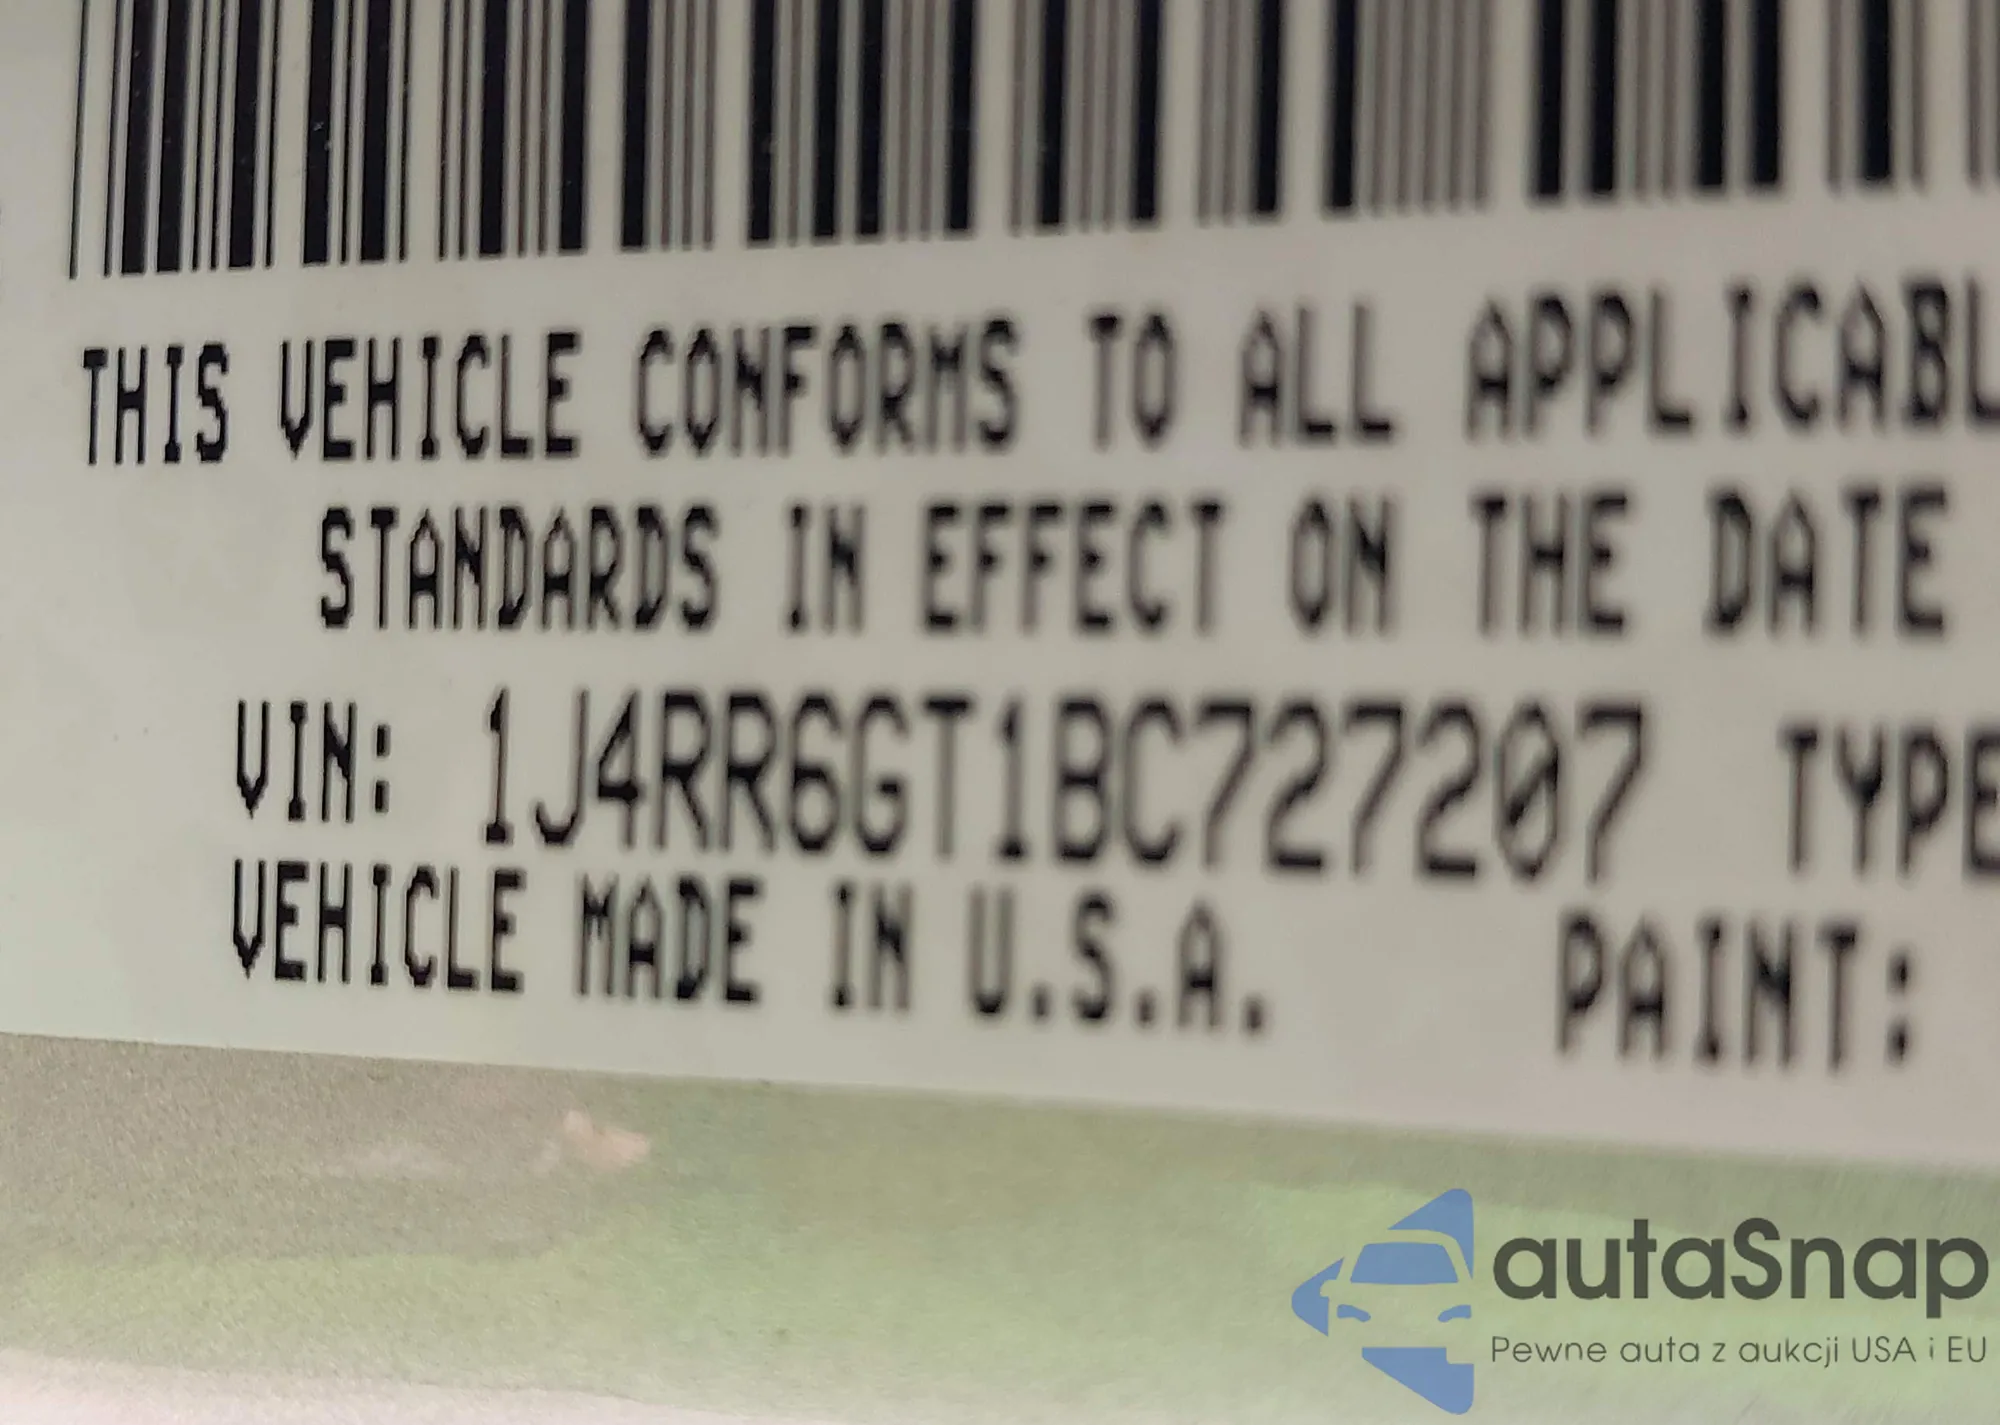 THIS VEHICLE CONFORMS TO ALL APPLICABL
STANDARDS IN EFFECT ON THE DATE
VIN: 1J4RR6GT1BC727207 TYPE
VEHICLE MADE IN U.S.A. PAINT:
autaSnap
Pewne auta z aukcji USA i EU